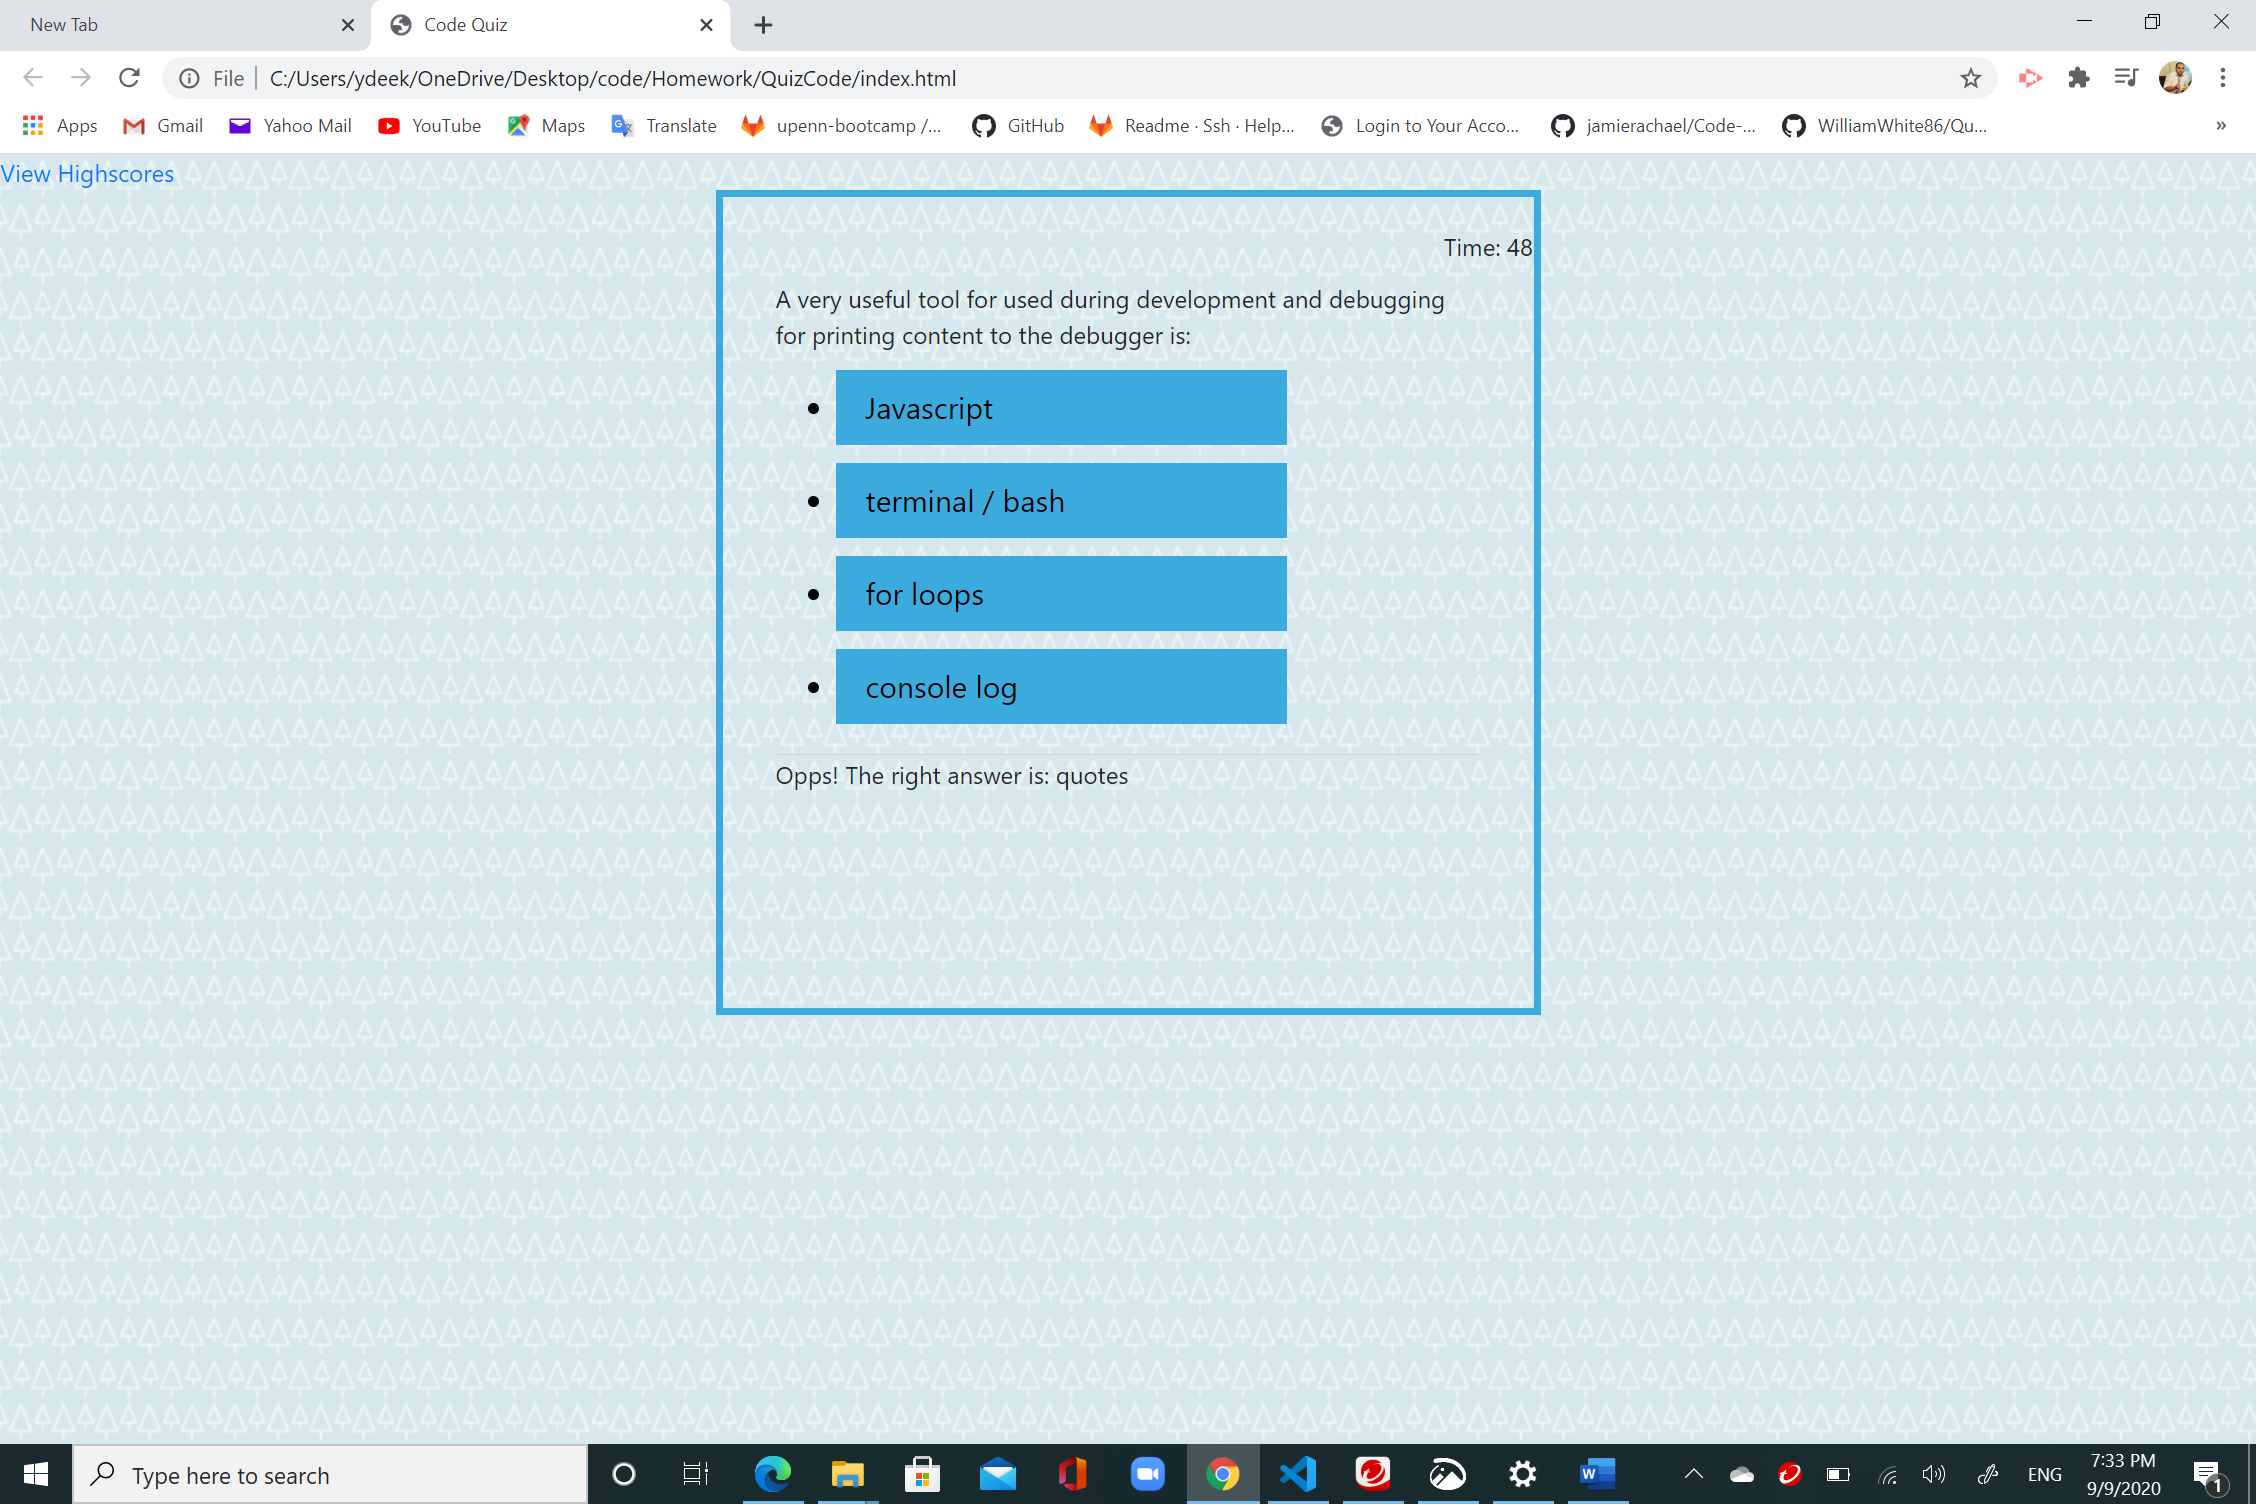 New Tab
Code Quiz
File
C:/Users/ydeek/OneDrive/Desktop/code/Homework/QuizCode/index.html
Apps
Gmail
Yahoo Mail
YouTube
Maps
Translate
upenn-bootcamp /...
GitHub
Readme · Ssh · Help...
Login to Your Acco...
jamierachael/Code-...
WilliamWhite86/Qu...
»
View Highscores
Time: 48
A very useful tool for used during development and debugging
for printing content to the debugger is:
Javascript
terminal / bash
for loops
console log
Opps! The right answer is: quotes
Type here to search
ENG
7:33 PM
9/9/2020
1